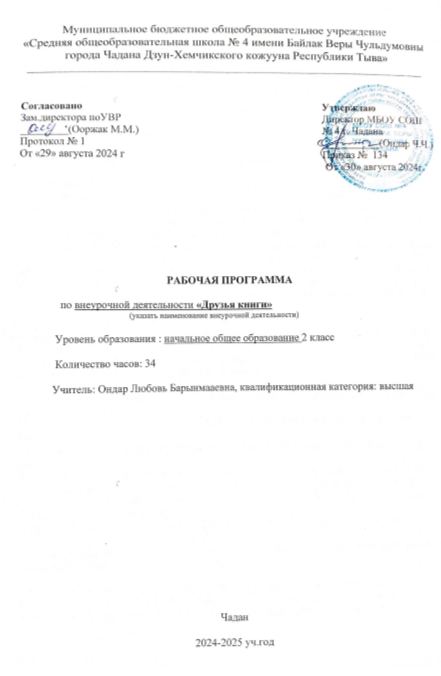 Муниципальное бюджетное общеобразовательное учреждение
«Средняя общеобразовательная школа № 4 имени Байлак Веры Чульдумовны
города Чадана Дзун-Хемчикского кожууна Республики Тыва»
Согласовано
Зам.директора поУВР
(Ооржак М.М.)
Протокол № 1
От «29» августа 2024 г
Утверждаю
Директор МБОУ СОШ
№ 4 г. Чадана
(Ондар Ч.Ч.)
Приказ № 134
От «30» августа 2024г.
РАБОЧАЯ ПРОГРАММА
по внеурочной деятельности «Друзья книги»
(указать наименование внеурочной деятельности)
Уровень образования : начальное общее образование 2 класс
Количество часов: 34
Учитель: Ондар Любовь Барынмааевна, квалификационная категория: высшая
Чадан
2024-2025 уч.год